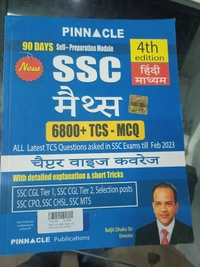 PINNACLE
90 DAYS Self- Preparation Module
4th
edition
New
SSC
हिंदी
माध्यम
मैथ्स
6800+ TCS - MCQ
ALL Latest TCS Questions asked in SSC Exams till Feb 2023
चैप्टर वाइज कवरेज
With detailed explanation & short Tricks
SSC CGL Tier 1, SSC CGL Tier 2, Selection posts
SSC CPO, SSC CHSL, SSC MTS
Baljit Dhaka Sir
Director
PINNACLE Publications